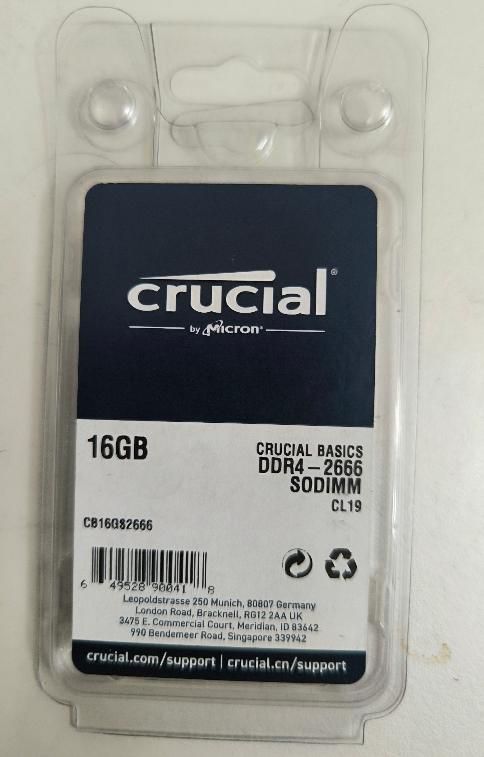 crucial®
by Micron®
16GB
CRUCIAL BASICS
DDR4-2666
SODIMM
CL19
CB16GS2666
6 49528 90041 8
Leopoldstrasse 250 Munich, 80807 Germany
London Road, Bracknell, RG12 2AA UK
3475 E. Commercial Court, Meridian, ID 83642
990 Bendemeer Road, Singapore 339942
crucial.com/support | crucial.cn/support